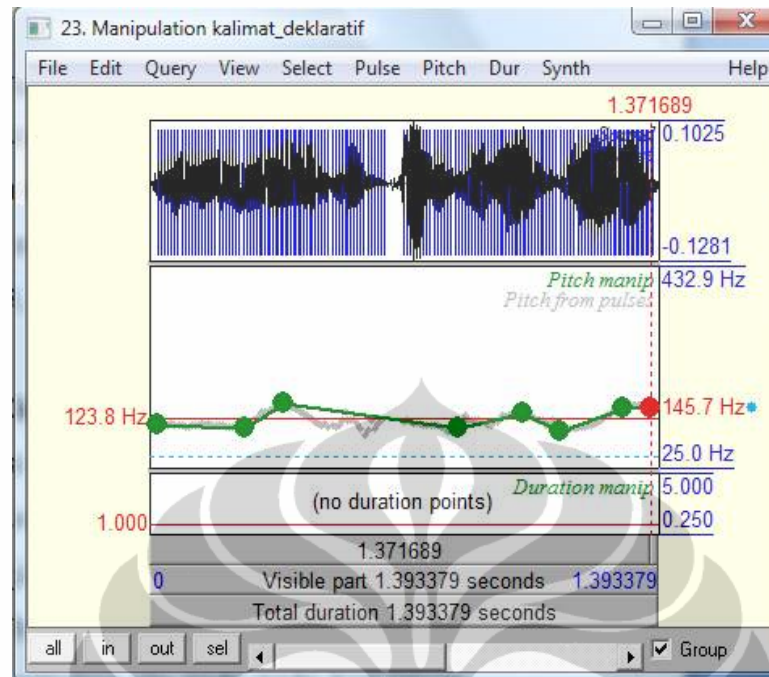 23. Manipulation kalimat_deklaratif
File Edit Query View Select Pulse Pitch Dur Synth Help
1.371689
0.1025
-0.1281
Pitch manip 432.9 Hz
Pitch from pulses
123.8 Hz 145.7 Hz
25.0 Hz
Duration manip 5.000
(no duration points)
1.000 0.250
1.371689
0 Visible part 1.393379 seconds 1.393379
Total duration 1.393379 seconds
all in out sel Group